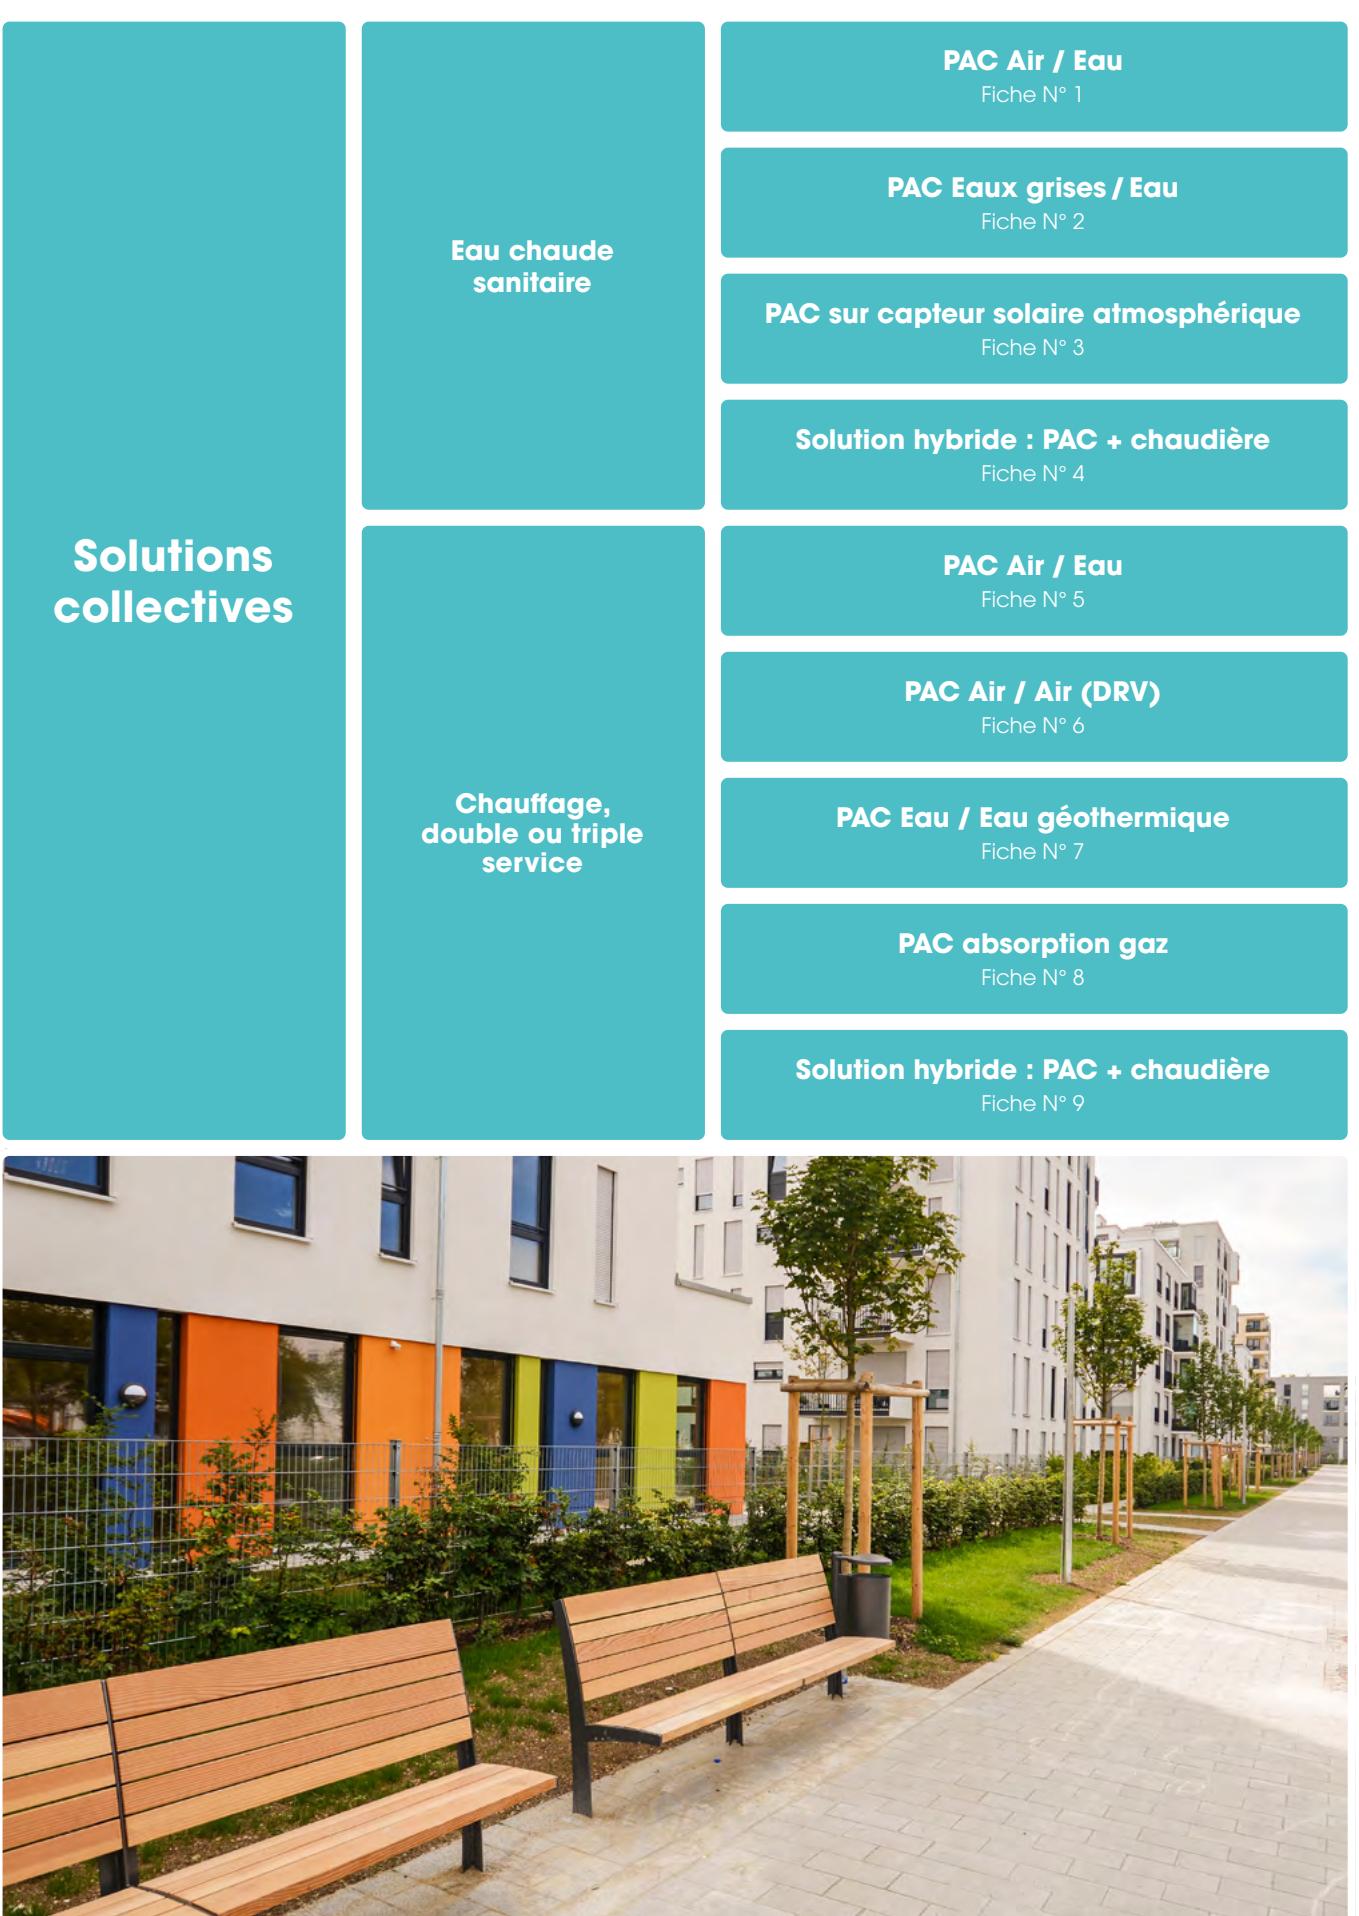 Solutions
collectives
Eau chaude
sanitaire
PAC Air / Eau
Fiche N° 1
PAC Eaux grises / Eau
Fiche N° 2
PAC sur capteur solaire atmosphérique
Fiche N° 3
Solution hybride : PAC + chaudière
Fiche N° 4
Chauffage,
double ou triple
service
PAC Air / Eau
Fiche N° 5
PAC Air / Air (DRV)
Fiche N° 6
PAC Eau / Eau géothermique
Fiche N° 7
PAC absorption gaz
Fiche N° 8
Solution hybride : PAC + chaudière
Fiche N° 9